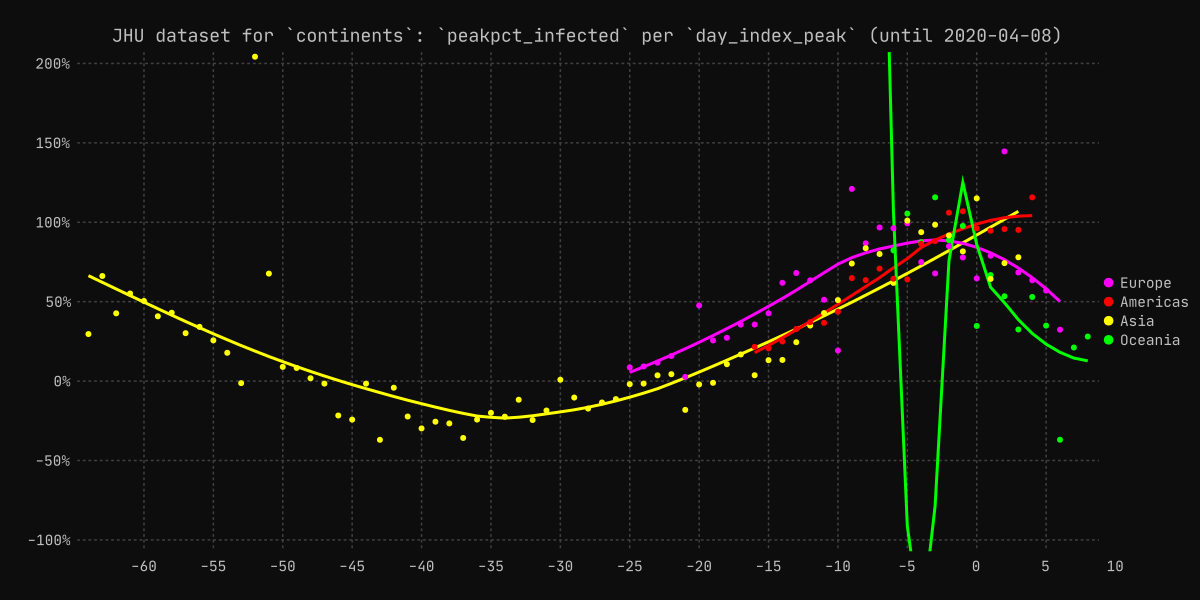 JHU dataset for `continents`: `peakpct_infected` per `day_index_peak` (until 2020-04-08)
200%
150%
100%
50%
0%
-50%
-100%
-60 -55 -50 -45 -40 -35 -30 -25 -20 -15 -10 -5 0 5 10
Europe
Americas
Asia
Oceania